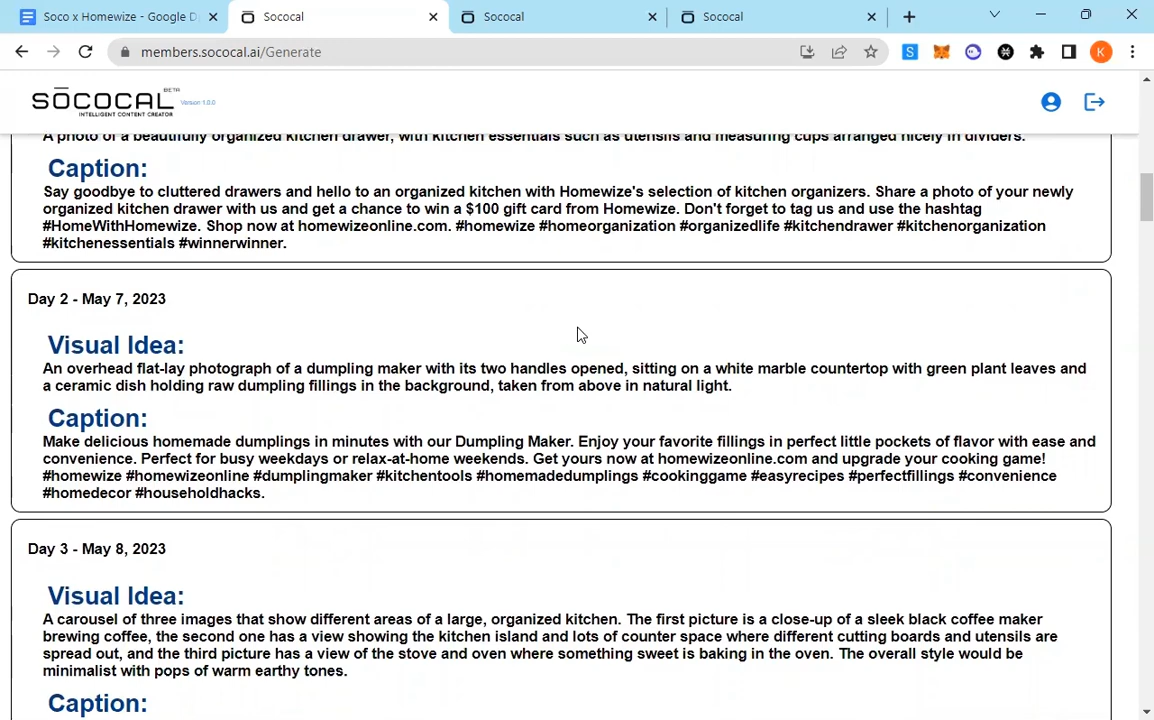 Soco x Homewize - Google D
Sococal
Sococal
Sococal
members.sococal.ai/Generate
S
K
SŌCOCAL
BETA
Version 1.0.0
INTELLIGENT CONTENT CREATOR
A photo of a beautifully organized kitchen drawer, with kitchen essentials such as utensils and measuring cups arranged nicely in dividers.
Caption:
Say goodbye to cluttered drawers and hello to an organized kitchen with Homewize's selection of kitchen organizers. Share a photo of your newly
organized kitchen drawer with us and get a chance to win a $100 gift card from Homewize. Don't forget to tag us and use the hashtag
#HomeWithHomewize. Shop now at homewizeonline.com. #homewize #homeorganization #organizedlife #kitchendrawer #kitchenorganization
#kitchenessentials #winnerwinner.
Day 2 - May 7, 2023
Visual Idea:
An overhead flat-lay photograph of a dumpling maker with its two handles opened, sitting on a white marble countertop with green plant leaves and
a ceramic dish holding raw dumpling fillings in the background, taken from above in natural light.
Caption:
Make delicious homemade dumplings in minutes with our Dumpling Maker. Enjoy your favorite fillings in perfect little pockets of flavor with ease and
convenience. Perfect for busy weekdays or relax-at-home weekends. Get yours now at homewizeonline.com and upgrade your cooking game!
#homewize #homewizeonline #dumplingmaker #kitchentools #homemadedumplings #cookinggame #easyrecipes #perfectfillings #convenience
#homedecor #householdhacks.
Day 3 - May 8, 2023
Visual Idea:
A carousel of three images that show different areas of a large, organized kitchen. The first picture is a close-up of a sleek black coffee maker
brewing coffee, the second one has a view showing the kitchen island and lots of counter space where different cutting boards and utensils are
spread out, and the third picture has a view of the stove and oven where something sweet is baking in the oven. The overall style would be
minimalist with pops of warm earthy tones.
Caption: